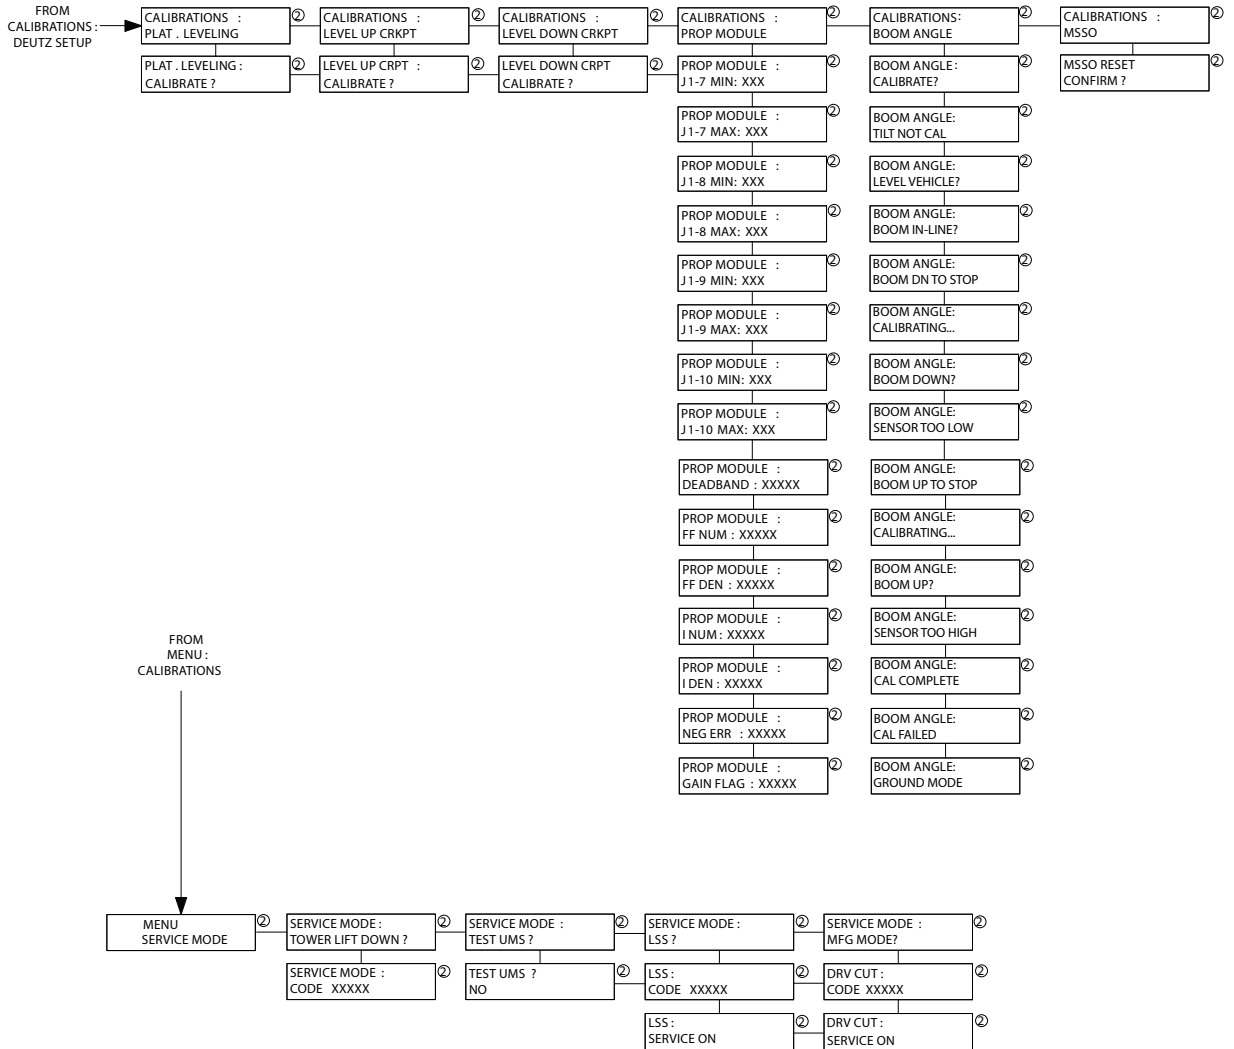 FROM
CALIBRATIONS :
DEUTZ SETUP
CALIBRATIONS :
PLAT . LEVELING
②
PLAT . LEVELING :
CALIBRATE ?
②
CALIBRATIONS :
LEVEL UP CRKPT
②
LEVEL UP CRPT :
CALIBRATE ?
②
CALIBRATIONS :
LEVEL DOWN CRKPT
②
LEVEL DOWN CRPT
CALIBRATE ?
②
CALIBRATIONS :
PROP MODULE
②
PROP MODULE :
J1-7 MIN: XXX
②
PROP MODULE :
J1-7 MAX: XXX
②
PROP MODULE :
J1-8 MIN: XXX
②
PROP MODULE :
J1-8 MAX: XXX
②
PROP MODULE :
J1-9 MIN: XXX
②
PROP MODULE :
J1-9 MAX: XXX
②
PROP MODULE :
J1-10 MIN: XXX
②
PROP MODULE :
J1-10 MAX: XXX
②
PROP MODULE :
DEADBAND : XXXXX
②
PROP MODULE :
FF NUM : XXXXX
②
PROP MODULE :
FF DEN : XXXXX
②
PROP MODULE :
I NUM : XXXXX
②
PROP MODULE :
I DEN : XXXXX
②
PROP MODULE :
NEG ERR : XXXXX
②
PROP MODULE :
GAIN FLAG : XXXXX
②
CALIBRATIONS:
BOOM ANGLE
②
BOOM ANGLE:
CALIBRATE?
②
BOOM ANGLE:
TILT NOT CAL
②
BOOM ANGLE:
LEVEL VEHICLE?
②
BOOM ANGLE:
BOOM IN-LINE?
②
BOOM ANGLE:
BOOM DN TO STOP
②
BOOM ANGLE:
CALIBRATING...
②
BOOM ANGLE:
BOOM DOWN?
②
BOOM ANGLE:
SENSOR TOO LOW
②
BOOM ANGLE:
BOOM UP TO STOP
②
BOOM ANGLE:
CALIBRATING...
②
BOOM ANGLE:
BOOM UP?
②
BOOM ANGLE:
SENSOR TOO HIGH
②
BOOM ANGLE:
CAL COMPLETE
②
BOOM ANGLE:
CAL FAILED
②
BOOM ANGLE:
GROUND MODE
②
CALIBRATIONS :
MSSO
②
MSSO RESET
CONFIRM ?
②
FROM
MENU :
CALIBRATIONS
MENU
SERVICE MODE
②
SERVICE MODE :
TOWER LIFT DOWN ?
②
SERVICE MODE :
CODE XXXXX
②
SERVICE MODE :
TEST UMS ?
②
TEST UMS ?
NO
②
SERVICE MODE :
LSS ?
②
LSS :
CODE XXXXX
②
LSS :
SERVICE ON
②
SERVICE MODE :
MFG MODE?
②
DRV CUT :
CODE XXXXX
②
DRV CUT :
SERVICE ON
②